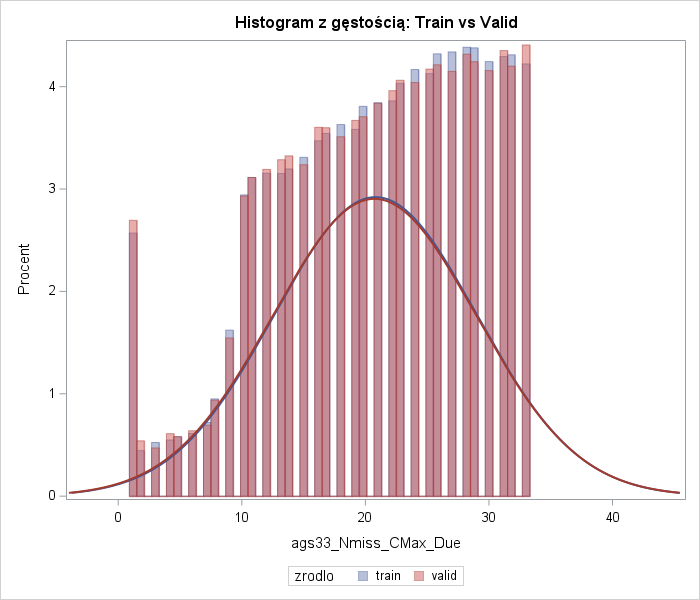 Histogram z gęstością: Train vs Valid
Procent
4
3
2
1
0
0 10 20 30 40
ags33_Nmiss_CMax_Due
zrodlo train valid